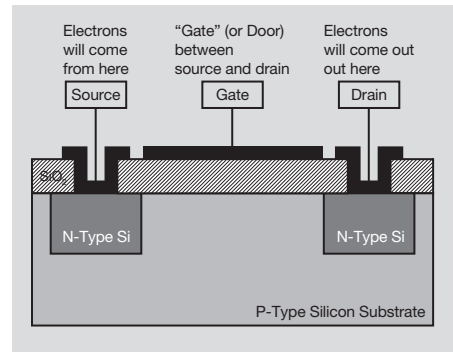 Electrons
will come
from here
Source
“Gate” (or Door)
between
source and drain
Gate
Electrons
will come out
out here
Drain
SiO₂
N-Type Si
N-Type Si
P-Type Silicon Substrate